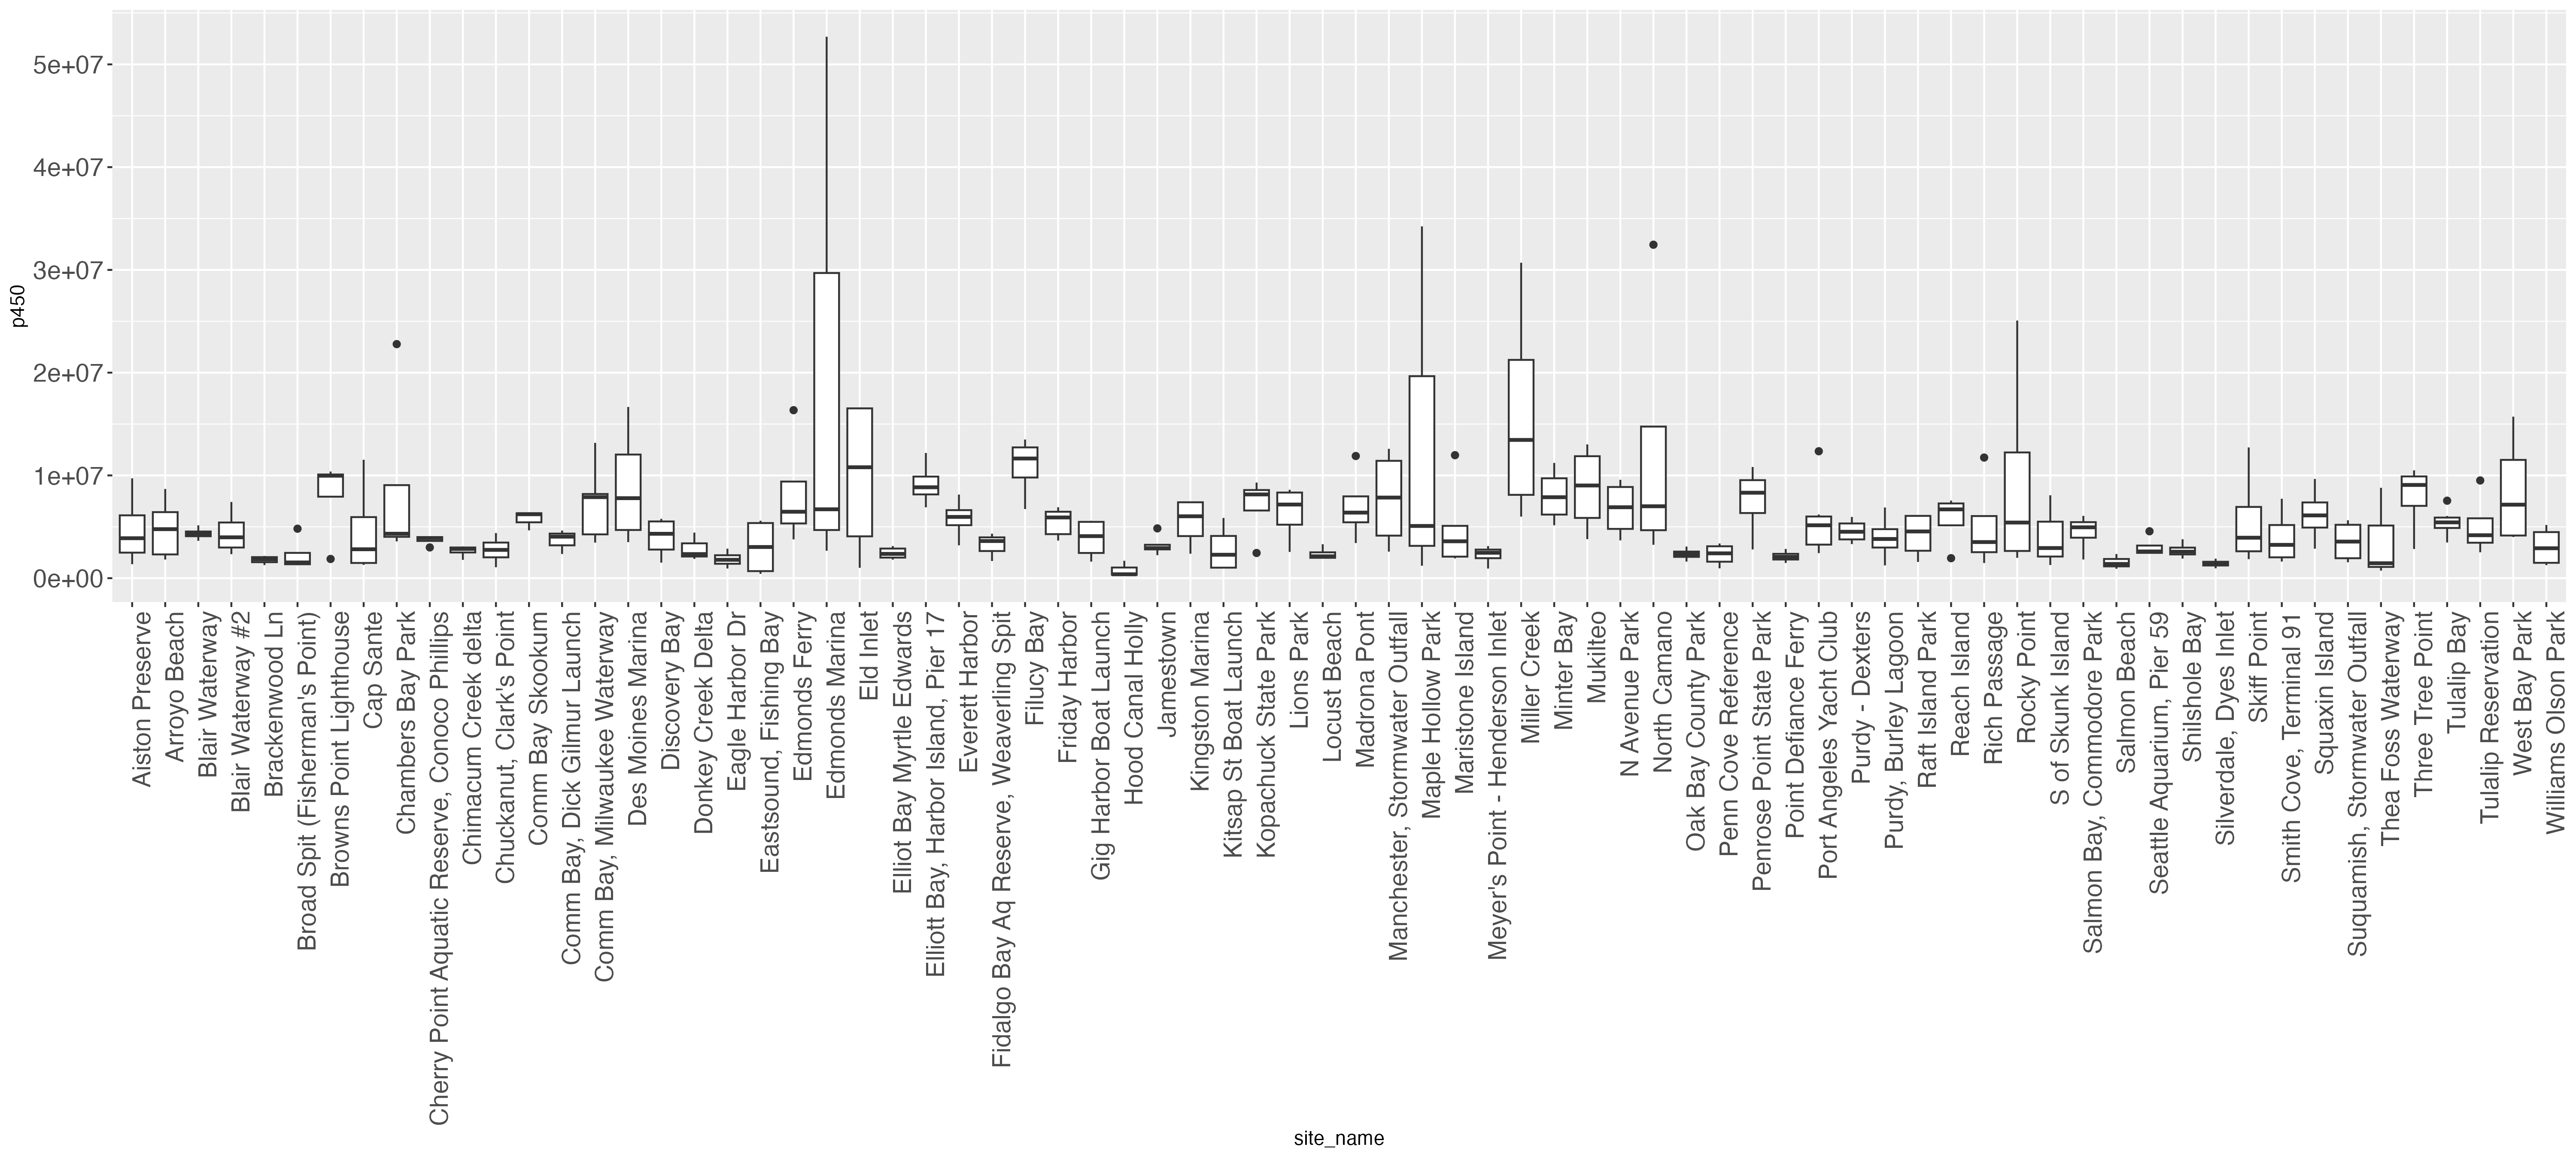 p450
5e+07
4e+07
3e+07
2e+07
1e+07
0e+00
Aiston Preserve
Arroyo Beach
Blair Waterway
Blair Waterway #2
Brackenwood Ln
Broad Spit (Fisherman's Point)
Browns Point Lighthouse
Cap Sante
Chambers Bay Park
Cherry Point Aquatic Reserve, Conoco Phillips
Chimacum Creek delta
Chuckanut, Clark's Point
Comm Bay Skookum
Comm Bay, Dick Gilmur Launch
Comm Bay, Milwaukee Waterway
Des Moines Marina
Discovery Bay
Donkey Creek Delta
Eagle Harbor Dr
Eastsound, Fishing Bay
Edmonds Ferry
Edmonds Marina
Eld Inlet
Elliot Bay Myrtle Edwards
Elliott Bay, Harbor Island, Pier 17
Everett Harbor
Fidalgo Bay Aq Reserve, Weaverling Spit
Filucy Bay
Friday Harbor
Gig Harbor Boat Launch
Hood Canal Holly
Jamestown
Kingston Marina
Kitsap St Boat Launch
Kopachuck State Park
Lions Park
Locust Beach
Madrona Pont
Manchester, Stormwater Outfall
Maple Hollow Park
Maristone Island
Meyer's Point - Henderson Inlet
Miller Creek
Minter Bay
Mukilteo
N Avenue Park
North Camano
Oak Bay County Park
Penn Cove Reference
Penrose Point State Park
Point Defiance Ferry
Port Angeles Yacht Club
Purdy - Dexters
Purdy, Burley Lagoon
Raft Island Park
Reach Island
Rich Passage
Rocky Point
S of Skunk Island
Salmon Bay, Commodore Park
Salmon Beach
Seattle Aquarium, Pier 59
Shilshole Bay
Silverdale, Dyes Inlet
Skiff Point
Smith Cove, Terminal 91
Squaxin Island
Suquamish, Stormwater Outfall
Thea Foss Waterway
Three Tree Point
Tulalip Bay
Tulalip Reservation
West Bay Park
Williams Olson Park
site_name